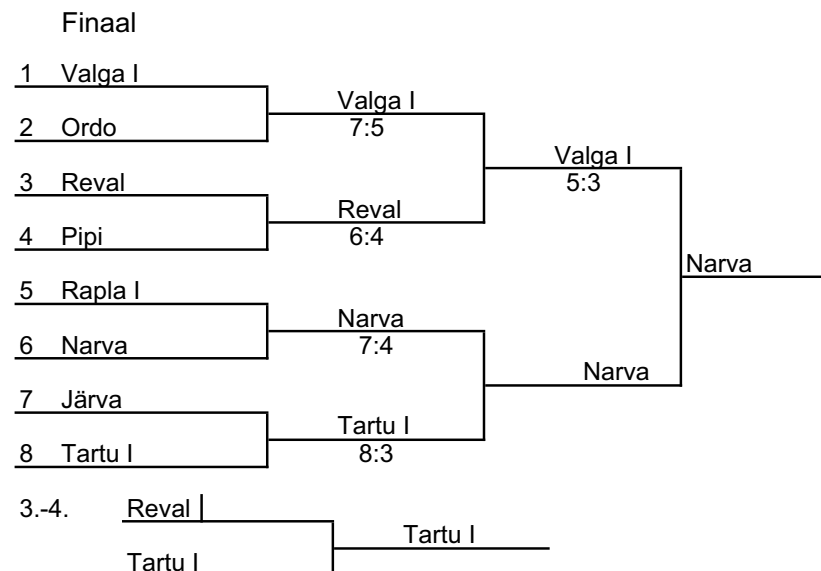 Finaal
1 Valga I
Valga I
2 Ordo
7:5
Valga I
3 Reval
5:3
Reval
4 Pipi
6:4
Narva
5 Rapla I
Narva
6 Narva
7:4
Narva
7 Järva
Tartu I
8 Tartu I
8:3
3.-4. Reval
Tartu I
Tartu I